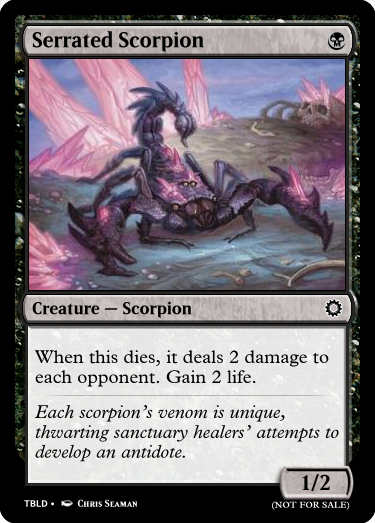 Serrated Scorpion
Creature — Scorpion
When this dies, it deals 2 damage to
each opponent. Gain 2 life.
Each scorpion's venom is unique,
thwarting sanctuary healers' attempts to
develop an antidote.
1/2
TBLD • Chris Seaman
(NOT FOR SALE)